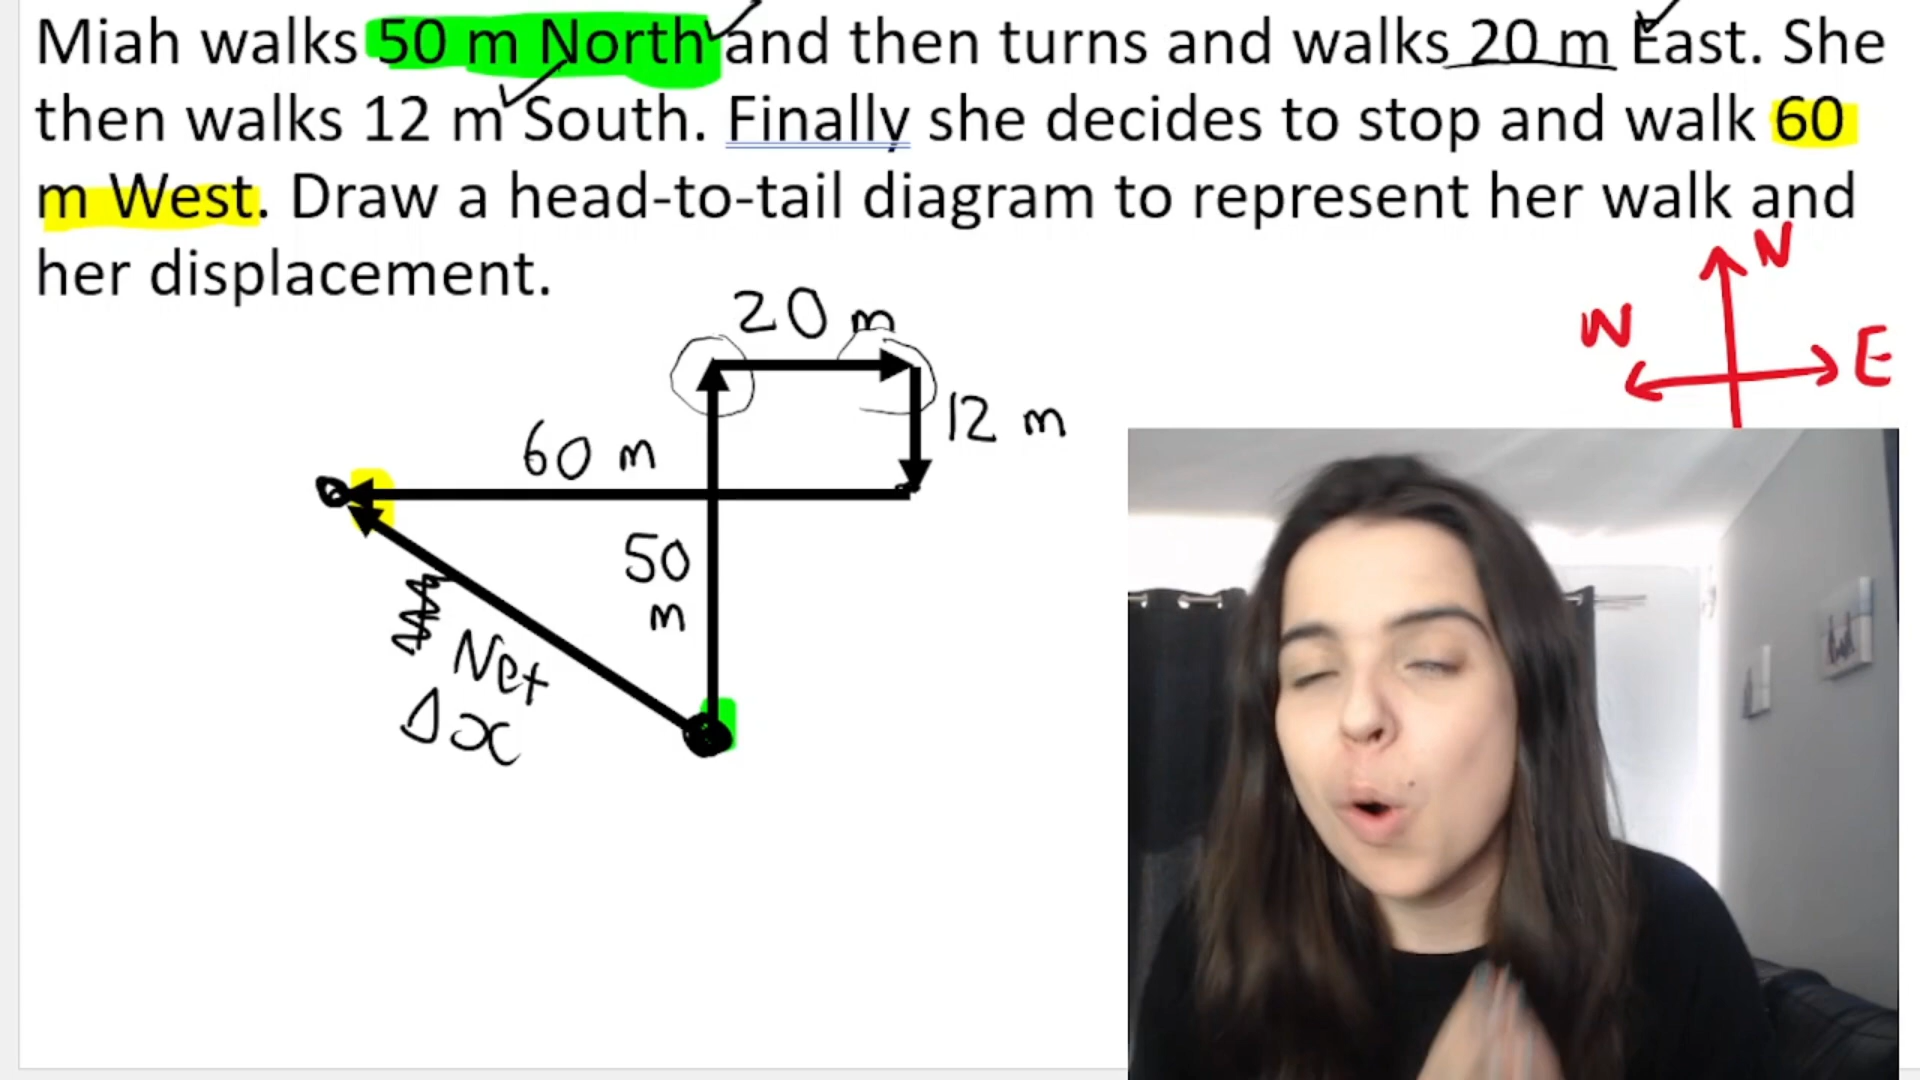 Miah walks 50 m North and then turns and walks 20 m East. She
then walks 12 m South. Finally she decides to stop and walk 60
m West. Draw a head-to-tail diagram to represent her walk and
her displacement.
N
W
E
20 m
12 m
60 m
50
m
Net
Δx